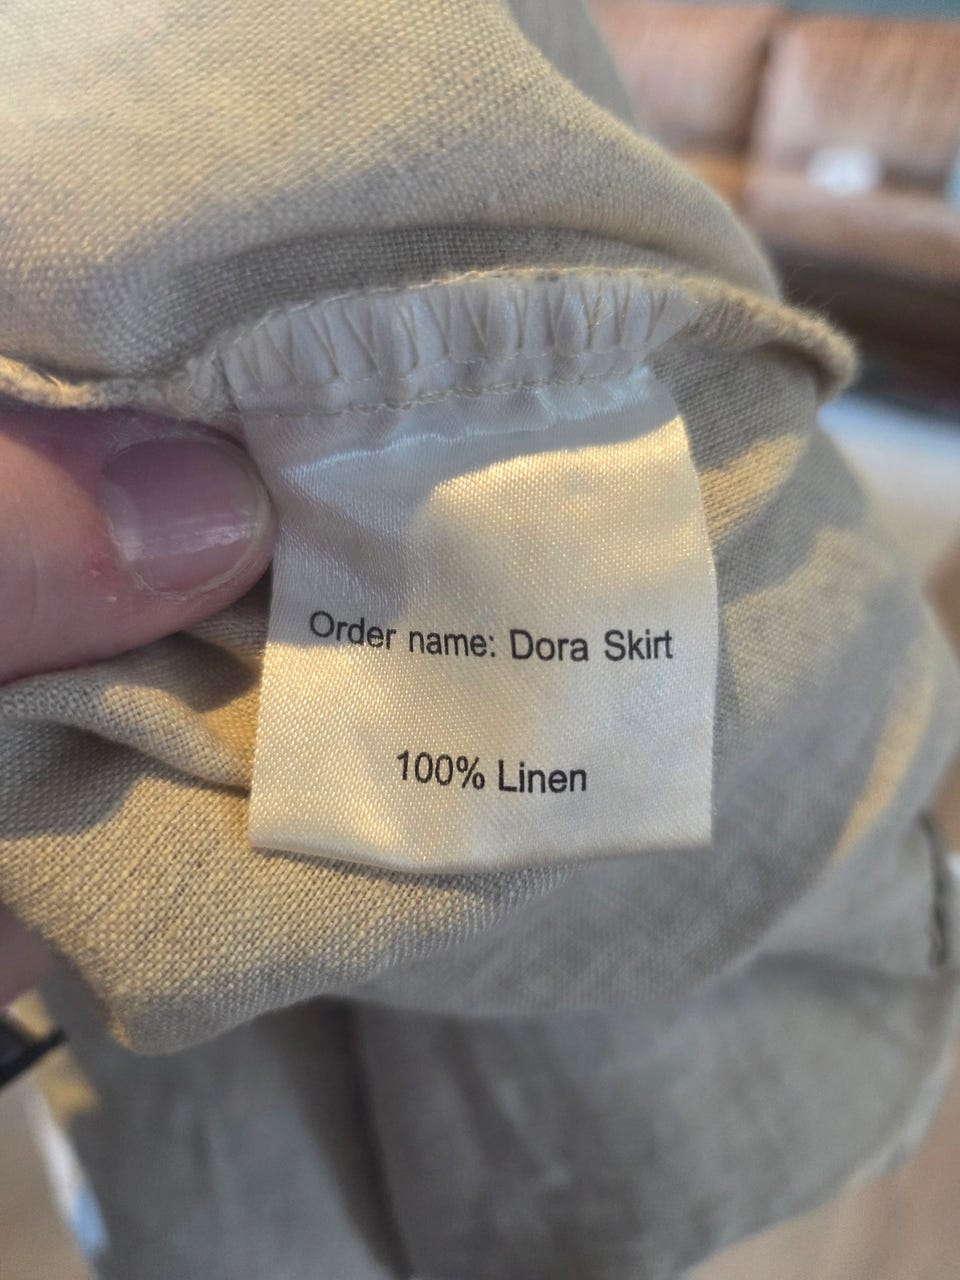 Order name: Dora Skirt
100% Linen